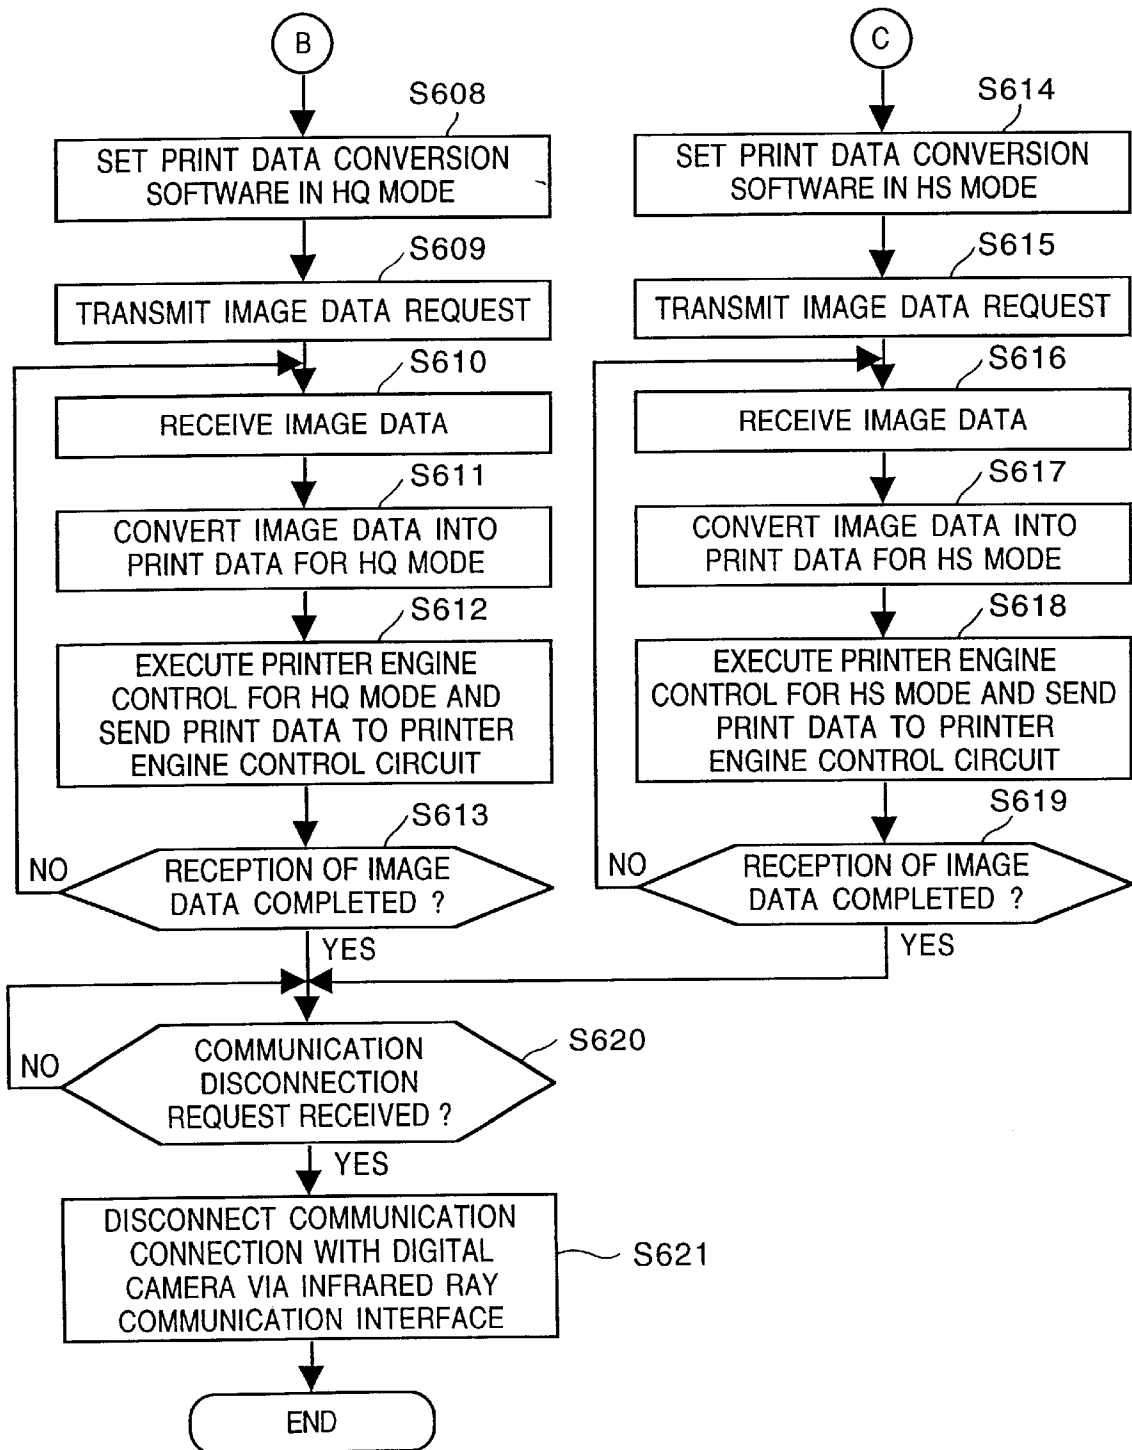 B
S608
SET PRINT DATA CONVERSION
SOFTWARE IN HQ MODE
S609
TRANSMIT IMAGE DATA REQUEST
S610
RECEIVE IMAGE DATA
S611
CONVERT IMAGE DATA INTO
PRINT DATA FOR HQ MODE
S612
EXECUTE PRINTER ENGINE
CONTROL FOR HQ MODE AND
SEND PRINT DATA TO PRINTER
ENGINE CONTROL CIRCUIT
S613
NO
RECEPTION OF IMAGE
DATA COMPLETED ?
YES
C
S614
SET PRINT DATA CONVERSION
SOFTWARE IN HS MODE
S615
TRANSMIT IMAGE DATA REQUEST
S616
RECEIVE IMAGE DATA
S617
CONVERT IMAGE DATA INTO
PRINT DATA FOR HS MODE
S618
EXECUTE PRINTER ENGINE
CONTROL FOR HS MODE AND SEND
PRINT DATA TO PRINTER
ENGINE CONTROL CIRCUIT
S619
NO
RECEPTION OF IMAGE
DATA COMPLETED ?
YES
S620
NO
COMMUNICATION
DISCONNECTION
REQUEST RECEIVED ?
YES
DISCONNECT COMMUNICATION
CONNECTION WITH DIGITAL
CAMERA VIA INFRARED RAY
COMMUNICATION INTERFACE
S621
END